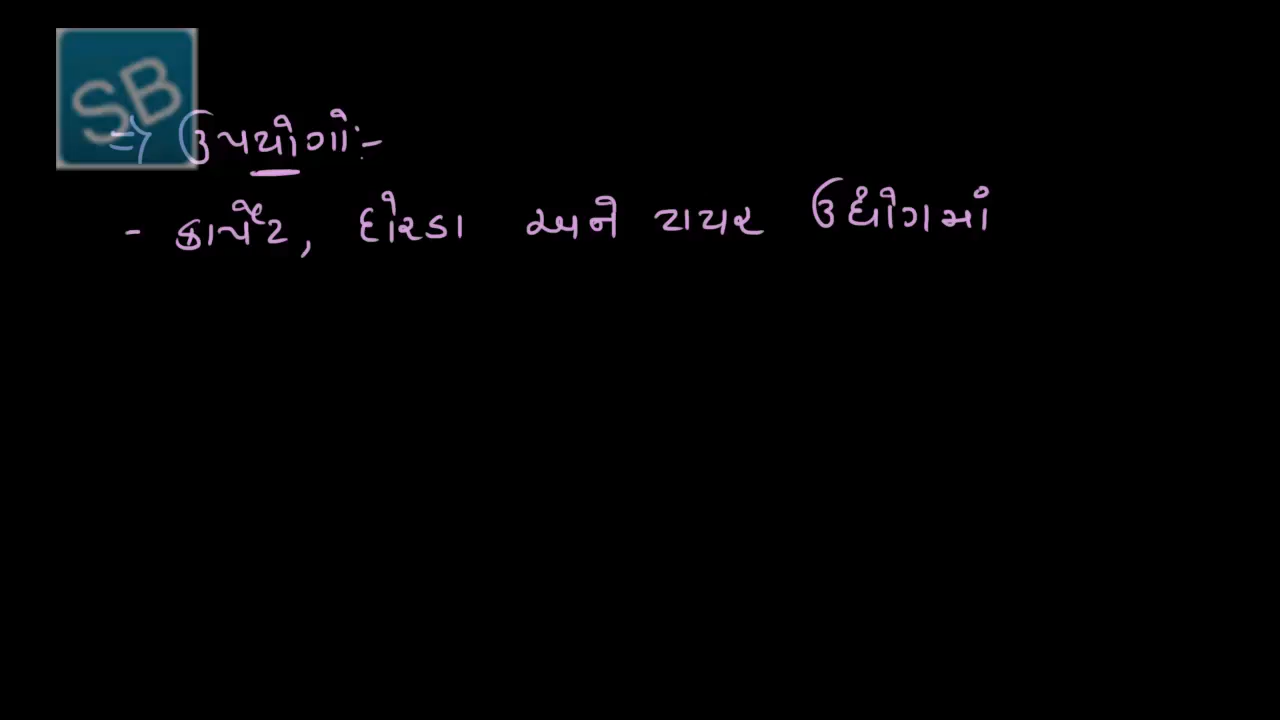 SB
⇒ ઉપયોગો:-
- કાર્પેટ, દોરડા અને ટાયર ઉદ્યોગમાં